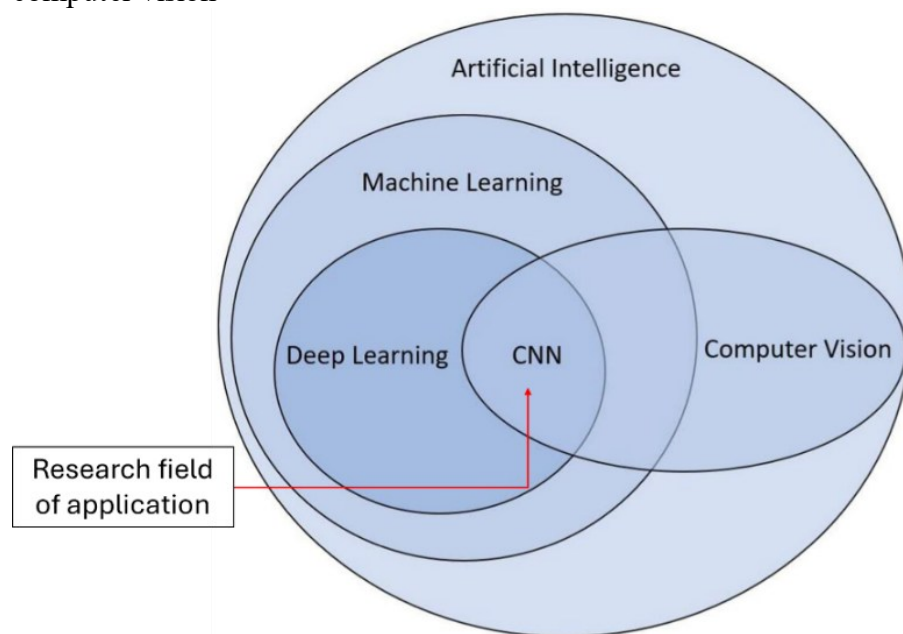 computer vision
Artificial Intelligence
Machine Learning
Deep Learning
CNN
Computer Vision
Research field
of application